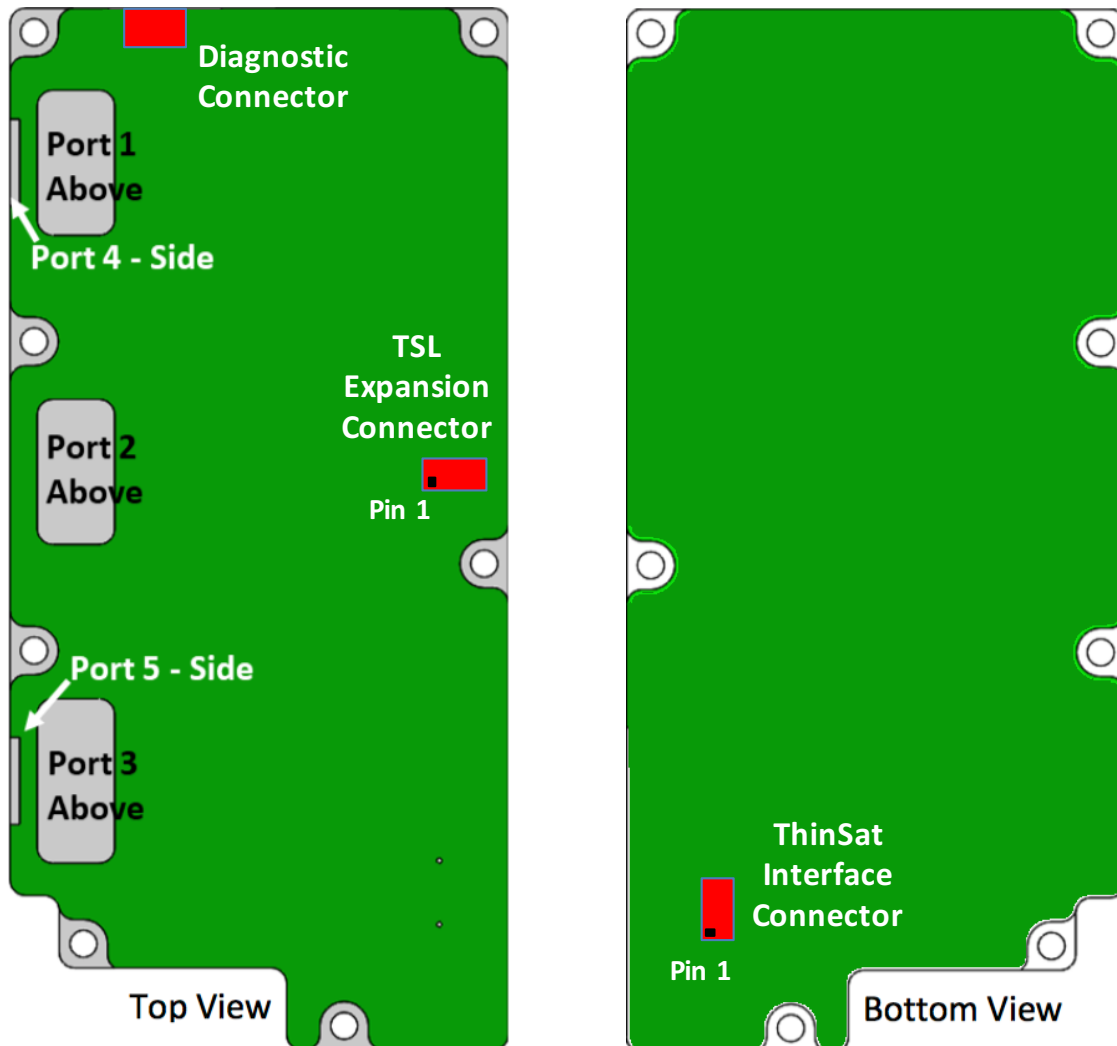 Diagnostic
Connector
Port 1
Above
Port 4 - Side
TSL
Expansion
Connector
Port 2
Above
Pin 1
Port 5 - Side
Port 3
Above
Top View
ThinSat
Interface
Connector
Pin 1
Bottom View